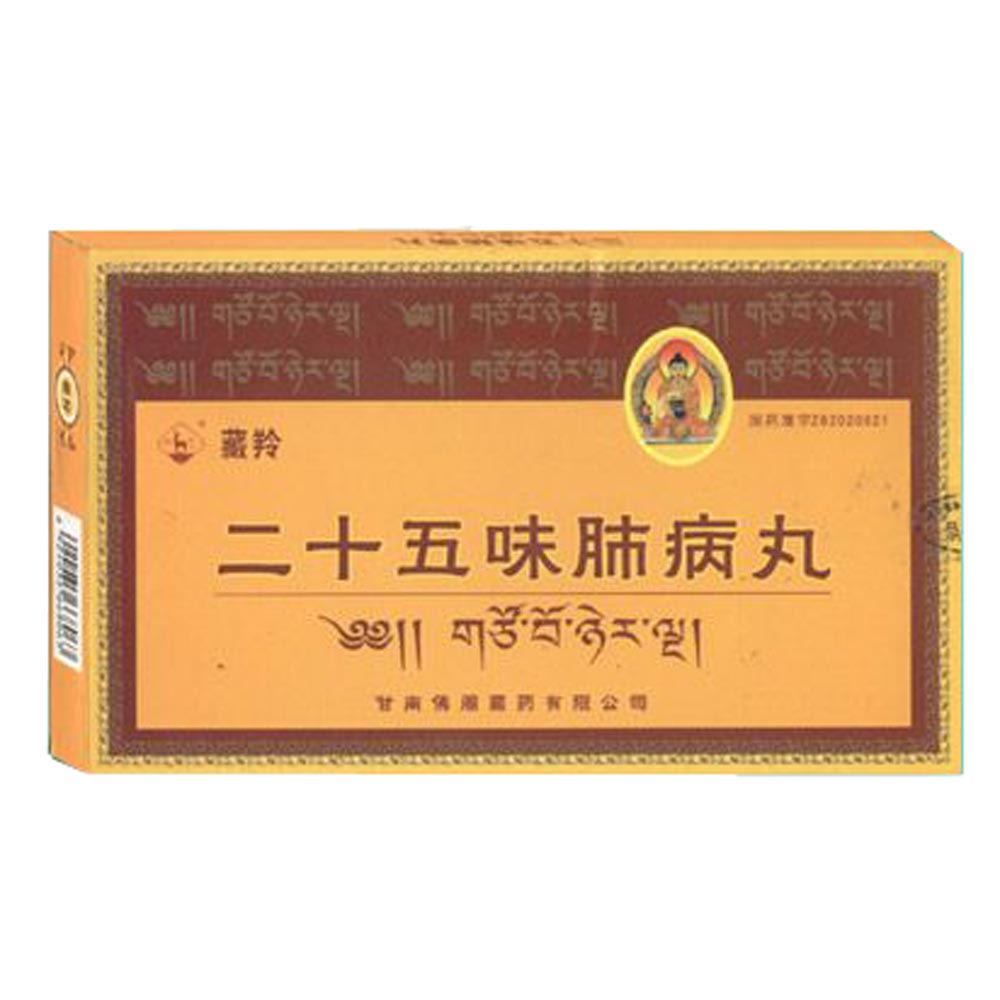 ༄༅།། གཙོ་བོ་ཉེར་ལྔ། ༄༅།། གཙོ་བོ་ཉེར་ལྔ། ༄༅།། གཙོ་བོ་ཉེར་ལྔ།
༄༅།། གཙོ་བོ་ཉེར་ལྔ། ༄༅།། གཙོ་བོ་ཉེར་ལྔ། གཙོ་བོ་ཉེར་ལྔ།
国药准字Z62020621
藏羚
二十五味肺病丸
༄༅།། གཙོ་བོ་ཉེར་ལྔ།
甘南佛阁藏药有限公司